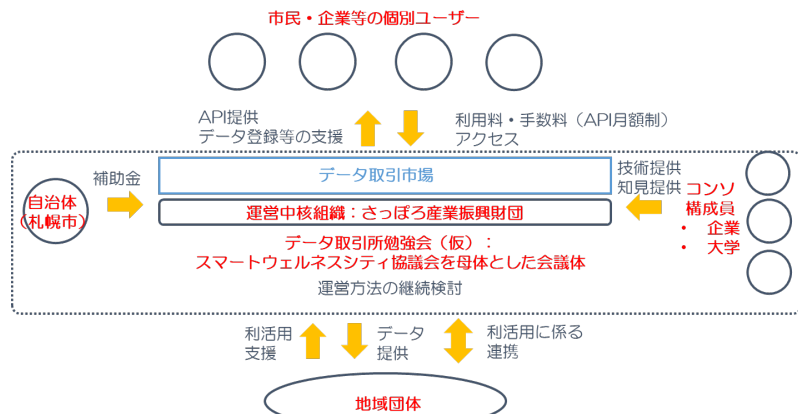 市民・企業等の個別ユーザー
API提供
データ登録等の支援
利用料・手数料（API月額制）
アクセス
自治体
（札幌市）
補助金
データ取引市場
運営中核組織：さっぽろ産業振興財団
データ取引所勉強会（仮）：
スマートウェルネスシティ協議会を母体とした会議体
運営方法の継続検討
技術提供
知見提供
コンソ
構成員
・ 企業
・ 大学
利活用
支援
データ
提供
利活用に係る
連携
地域団体